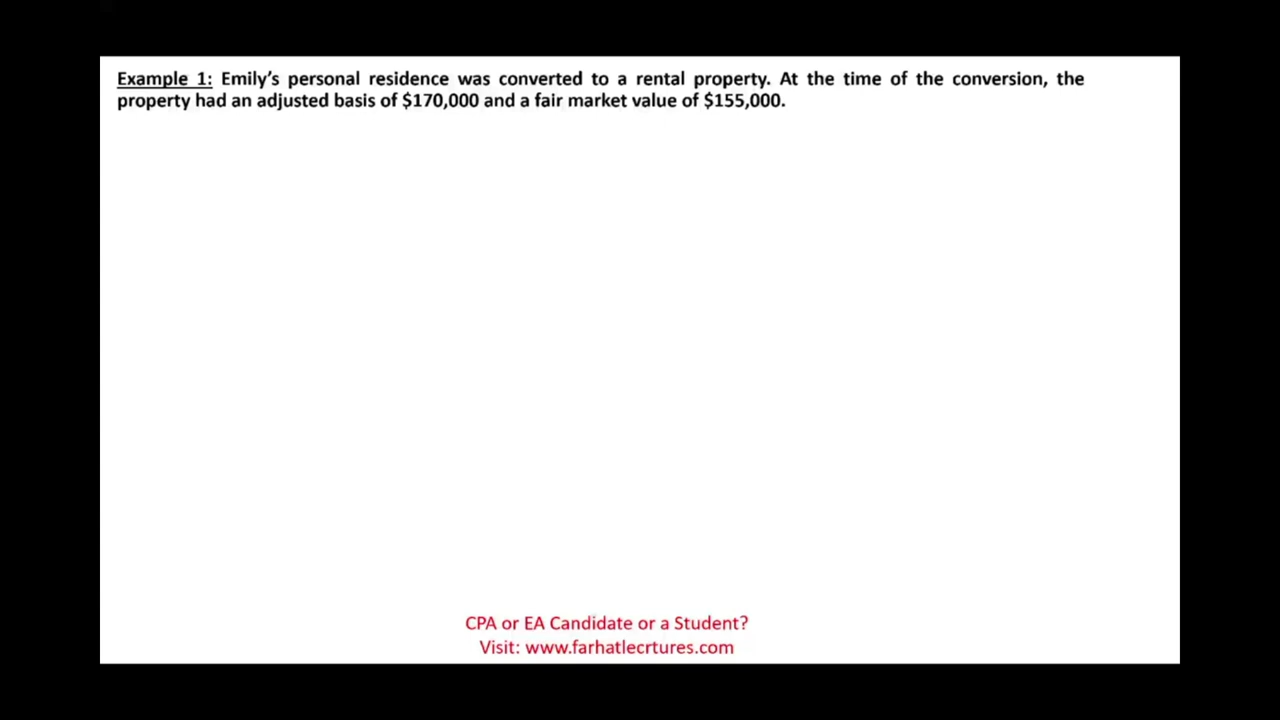 Example 1: Emily’s personal residence was converted to a rental property. At the time of the conversion, the
property had an adjusted basis of $170,000 and a fair market value of $155,000.
CPA or EA Candidate or a Student?
Visit: www.farhatlecrtures.com